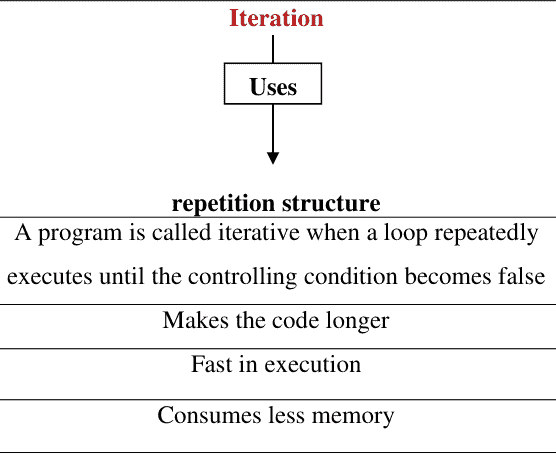 Iteration
Uses
repetition structure
A program is called iterative when a loop repeatedly
executes until the controlling condition becomes false
Makes the code longer
Fast in execution
Consumes less memory